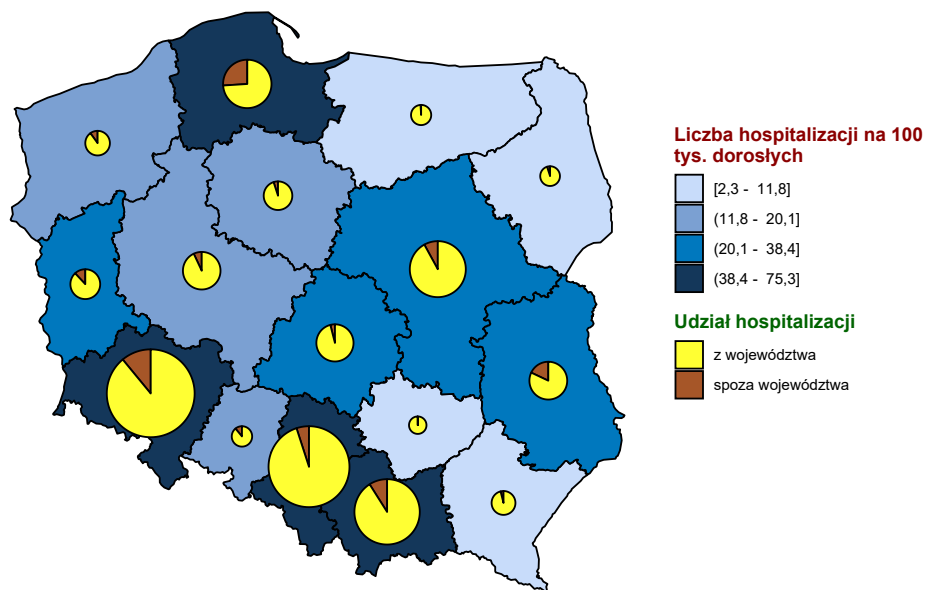 Liczba hospitalizacji na 100
tys. dorosłych
[2,3 - 11,8]
(11,8 - 20,1]
(20,1 - 38,4]
(38,4 - 75,3]
Udział hospitalizacji
z województwa
spoza województwa